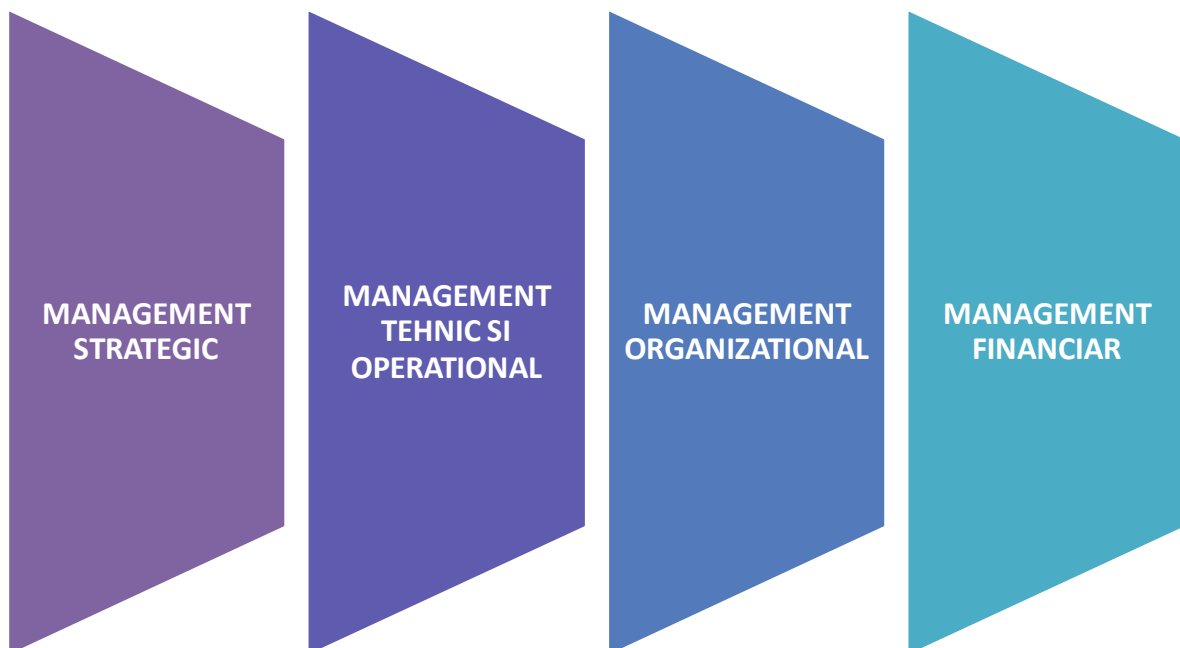 MANAGEMENT
STRATEGIC
MANAGEMENT
TEHNIC SI
OPERATIONAL
MANAGEMENT
ORGANIZATIONAL
MANAGEMENT
FINANCIAR